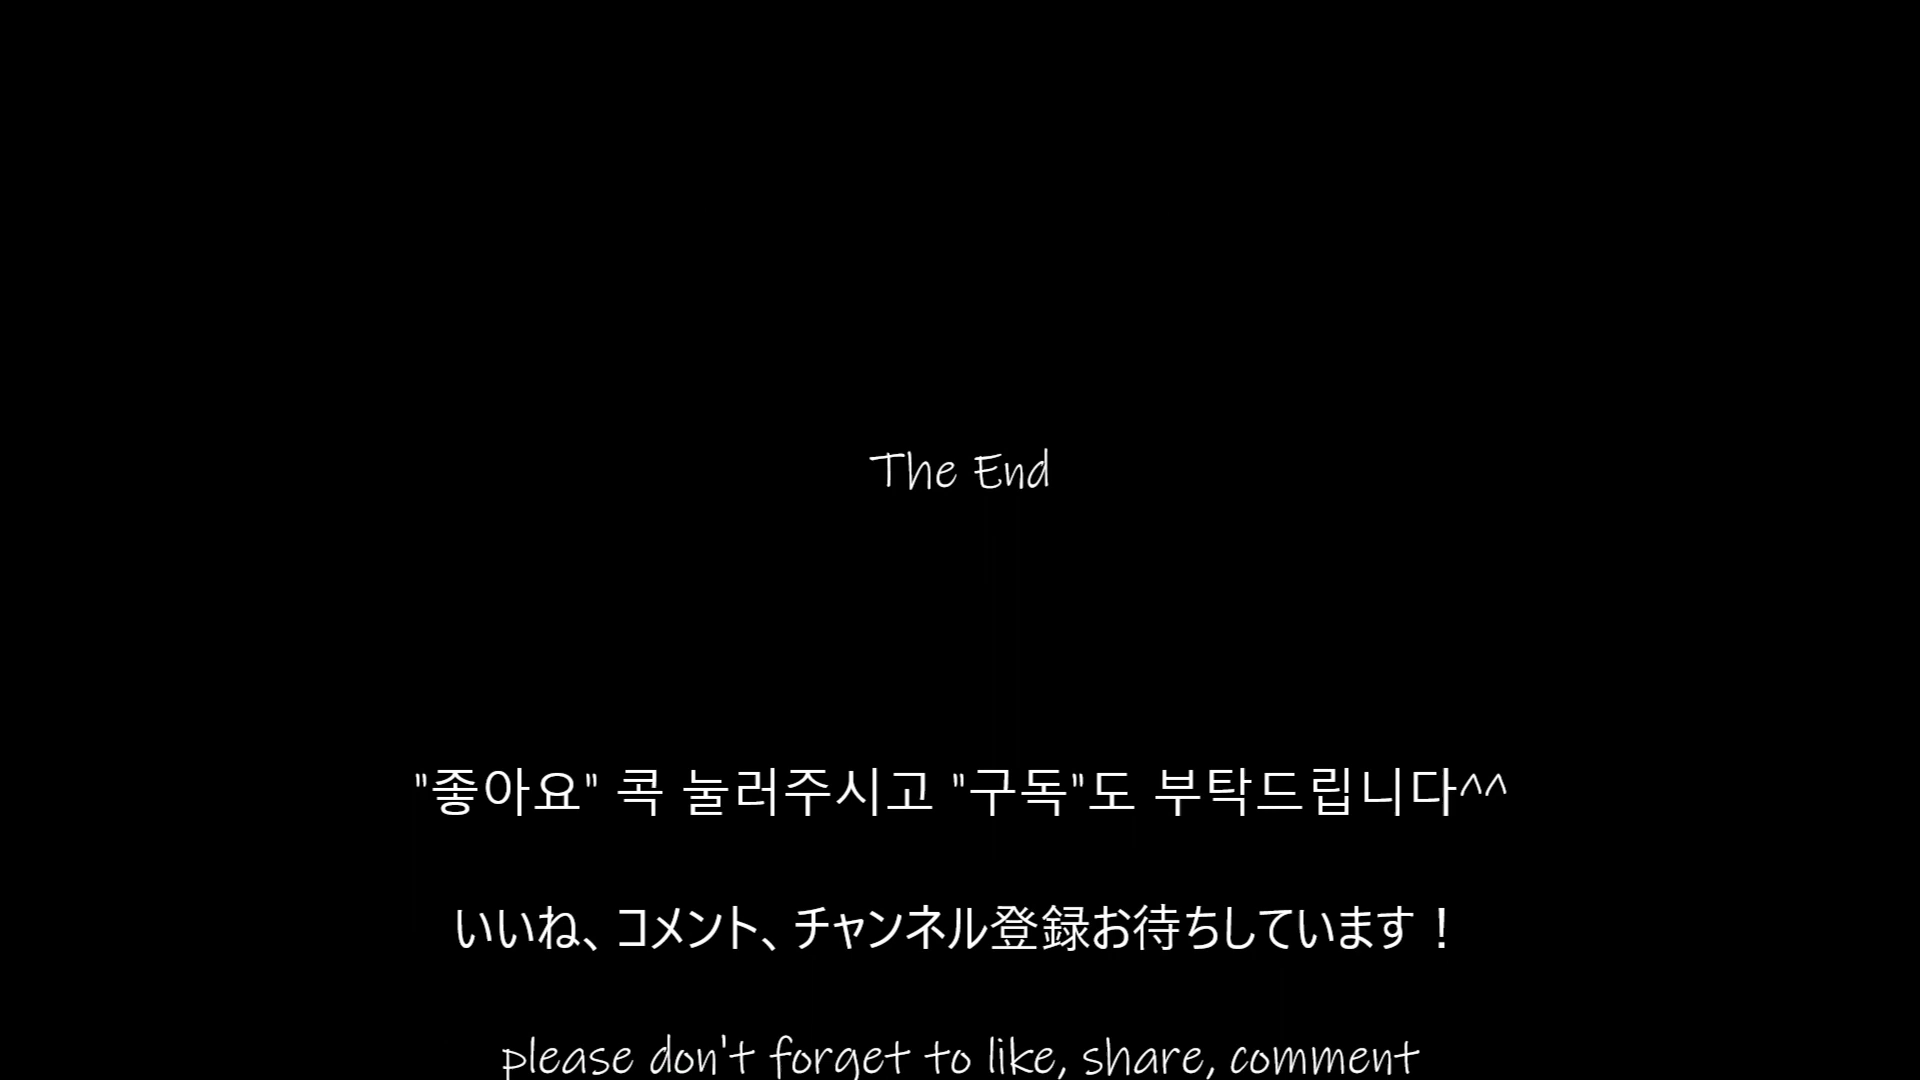 The End
"좋아요" 콕 눌러주시고 "구독"도 부탁드립니다^^
いいね、コメント、チャンネル登録お待ちしています！
please don't forget to like, share, comment